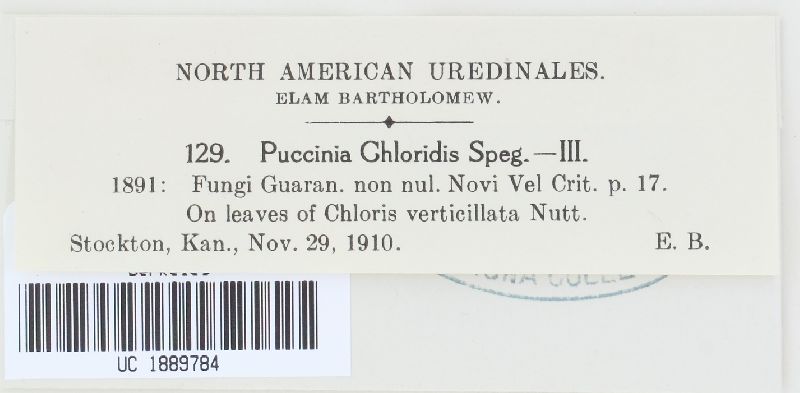 NORTH AMERICAN UREDINALES.
ELAM BARTHOLOMEW.
129. Puccinia Chloridis Speg.—III.
1891: Fungi Guaran. non nul. Novi Vel Crit. p. 17.
On leaves of Chloris verticillata Nutt.
Stockton, Kan., Nov. 29, 1910. E. B.
UC 1889784